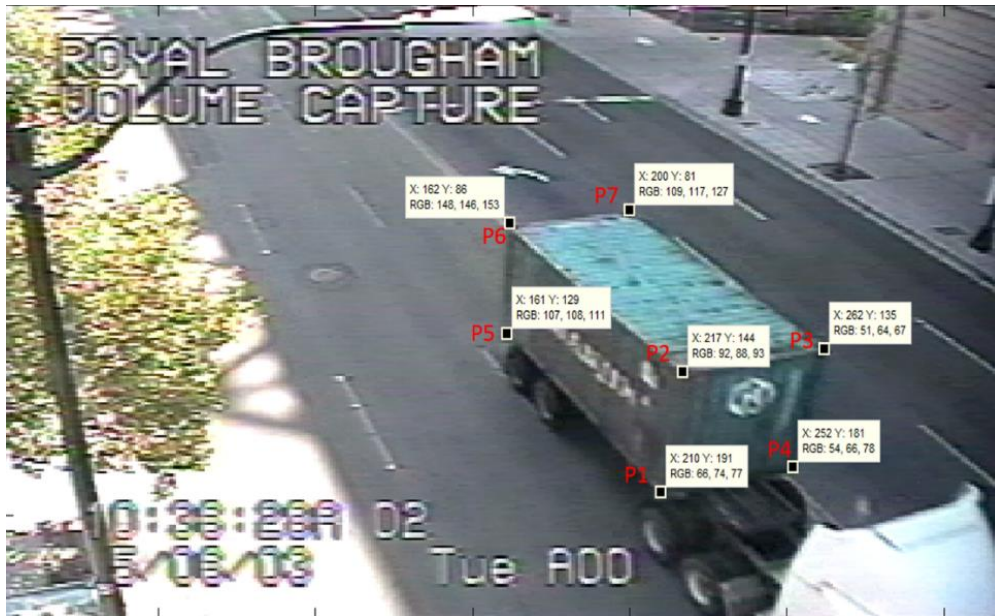 ROYAL BROUGHAM
VOLUME CAPTURE
X: 200 Y: 81
RGB: 109, 117, 127
P7
X: 162 Y: 86
RGB: 148, 146, 153
P6
X: 161 Y: 129
RGB: 107, 108, 111
P5
X: 217 Y: 144
RGB: 92, 88, 93
P2
X: 262 Y: 135
RGB: 51, 64, 67
P3
X: 210 Y: 191
RGB: 66, 74, 77
P1
X: 252 Y: 181
RGB: 54, 66, 78
P4
Tue A00